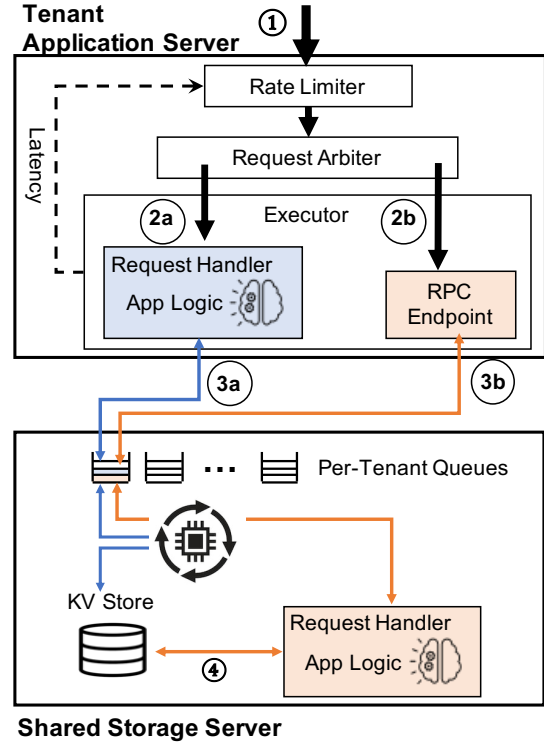 Tenant
Application Server
①
Rate Limiter
Request Arbiter
Latency
2a
Executor
2b
Request Handler
App Logic
RPC
Endpoint
3a
3b
... Per-Tenant Queues
KV Store
Request Handler
App Logic
④
Shared Storage Server